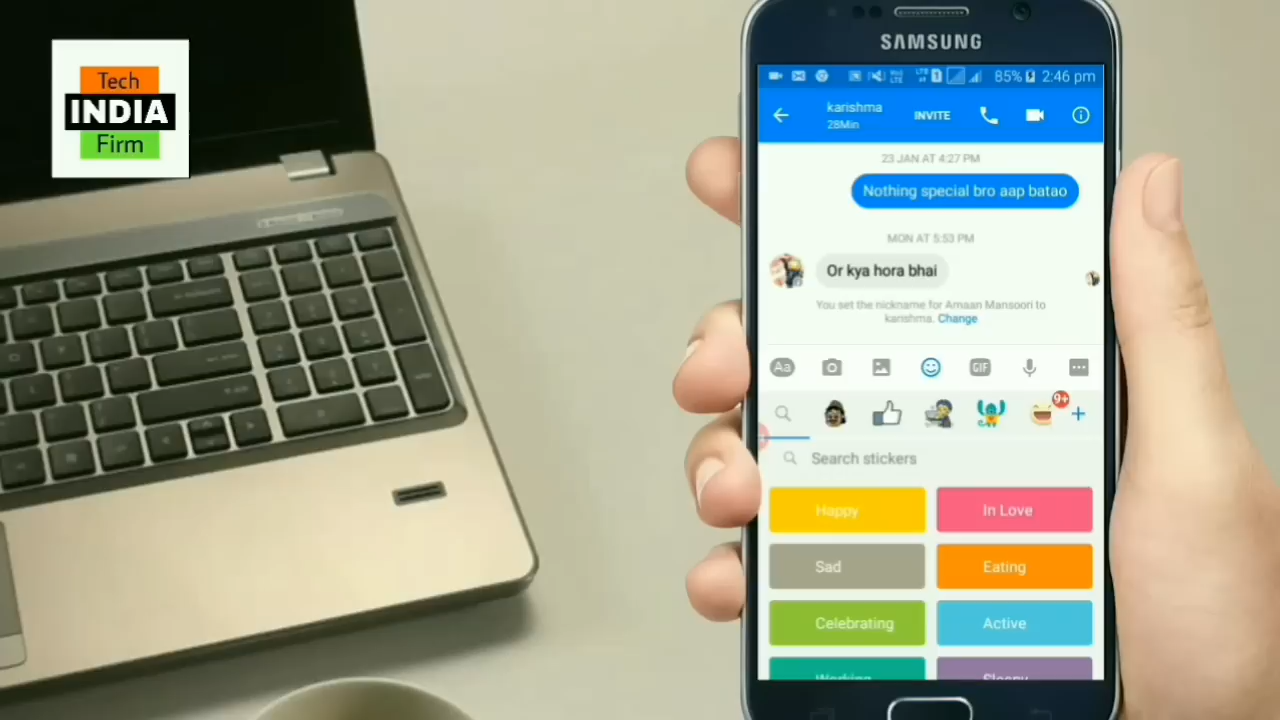 Tech
INDIA
Firm
SAMSUNG
85% 2:46 pm
karishma
28Min
INVITE
23 JAN AT 4:27 PM
Nothing special bro aap batao
MON AT 5:53 PM
Or kya hora bhai
You set the nickname for Amaan Mansoori to
karishma. Change
Aa
GIF
9+
Search stickers
Happy
In Love
Sad
Eating
Celebrating
Active
Working
Sleepy